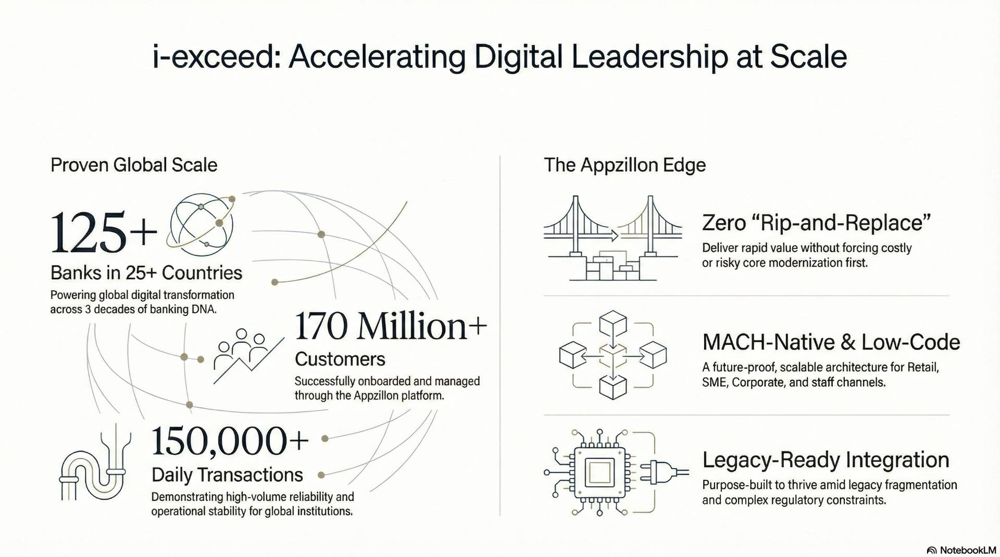 i-exceed: Accelerating Digital Leadership at Scale
Proven Global Scale
125+
Banks in 25+ Countries
Powering global digital transformation
across 3 decades of banking DNA.
170 Million+
Customers
Successfully onboarded and managed
through the Appzillon platform.
150,000+
Daily Transactions
Demonstrating high-volume reliability and
operational stability for global institutions.
The Appzillon Edge
Zero “Rip-and-Replace”
Deliver rapid value without forcing costly
or risky core modernization first.
MACH-Native & Low-Code
A future-proof, scalable architecture for Retail,
SME, Corporate, and staff channels.
Legacy-Ready Integration
Purpose-built to thrive amid legacy fragmentation
and complex regulatory constraints.
NotebookLM